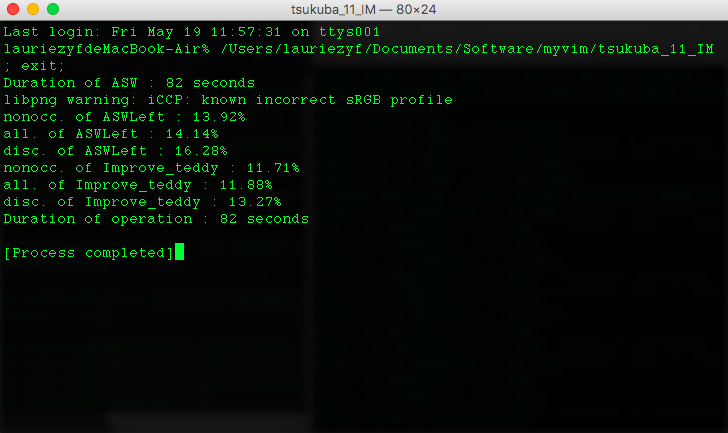 tsukuba_11_IM — 80×24
Last login: Fri May 19 11:57:31 on ttys001
lauriezyfdeMacBook-Air% /Users/lauriezyf/Documents/Software/myvim/tsukuba_11_IM
; exit;
Duration of ASW : 82 seconds
libpng warning: iCCP: known incorrect sRGB profile
nonocc. of ASWLeft : 13.92%
all. of ASWLeft : 14.14%
disc. of ASWLeft : 16.28%
nonocc. of Improve_teddy : 11.71%
all. of Improve_teddy : 11.88%
disc. of Improve_teddy : 13.27%
Duration of operation : 82 seconds
[Process completed]